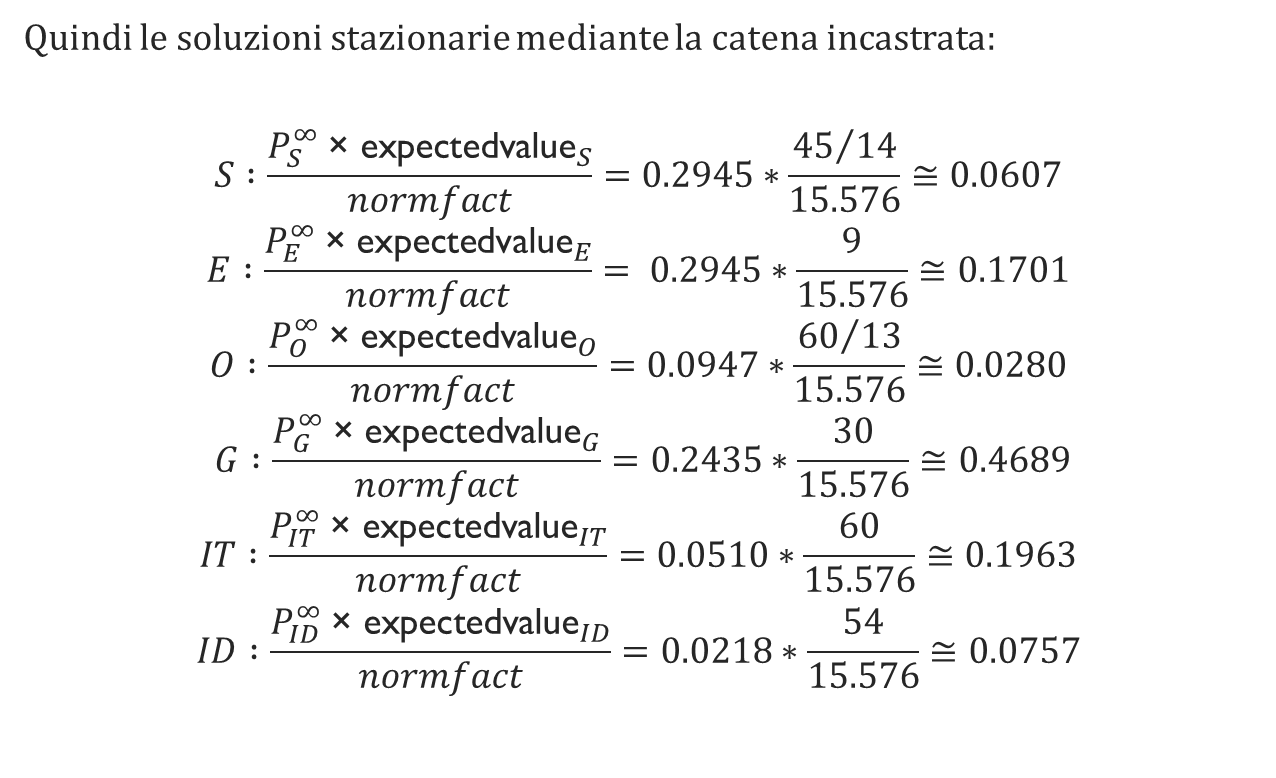 Quindi le soluzioni stazionarie mediante la catena incastrata:
S : P_S^∞ × expectedvalue_S / normfact = 0.2945 * 45/14 / 15.576 ≅ 0.0607
E : P_E^∞ × expectedvalue_E / normfact = 0.2945 * 9 / 15.576 ≅ 0.1701
O : P_O^∞ × expectedvalue_O / normfact = 0.0947 * 60/13 / 15.576 ≅ 0.0280
G : P_G^∞ × expectedvalue_G / normfact = 0.2435 * 30 / 15.576 ≅ 0.4689
IT : P_IT^∞ × expectedvalue_IT / normfact = 0.0510 * 60 / 15.576 ≅ 0.1963
ID : P_ID^∞ × expectedvalue_ID / normfact = 0.0218 * 54 / 15.576 ≅ 0.0757